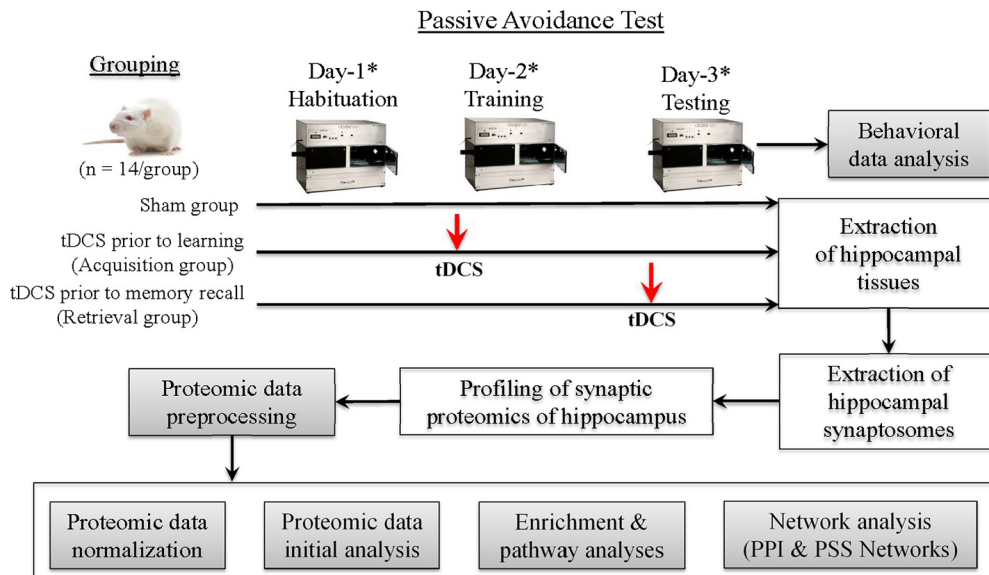 Passive Avoidance Test
Grouping
(n = 14/group)
Day-1*
Habituation
Day-2*
Training
Day-3*
Testing
Behavioral
data analysis
Sham group
tDCS prior to learning
(Acquisition group)
tDCS
tDCS prior to memory recall
(Retrieval group)
tDCS
Extraction
of hippocampal
tissues
Extraction of
hippocampal
synaptosomes
Profiling of synaptic
proteomics of hippocampus
Proteomic data
preprocessing
Proteomic data
normalization
Proteomic data
initial analysis
Enrichment &
pathway analyses
Network analysis
(PPI & PSS Networks)